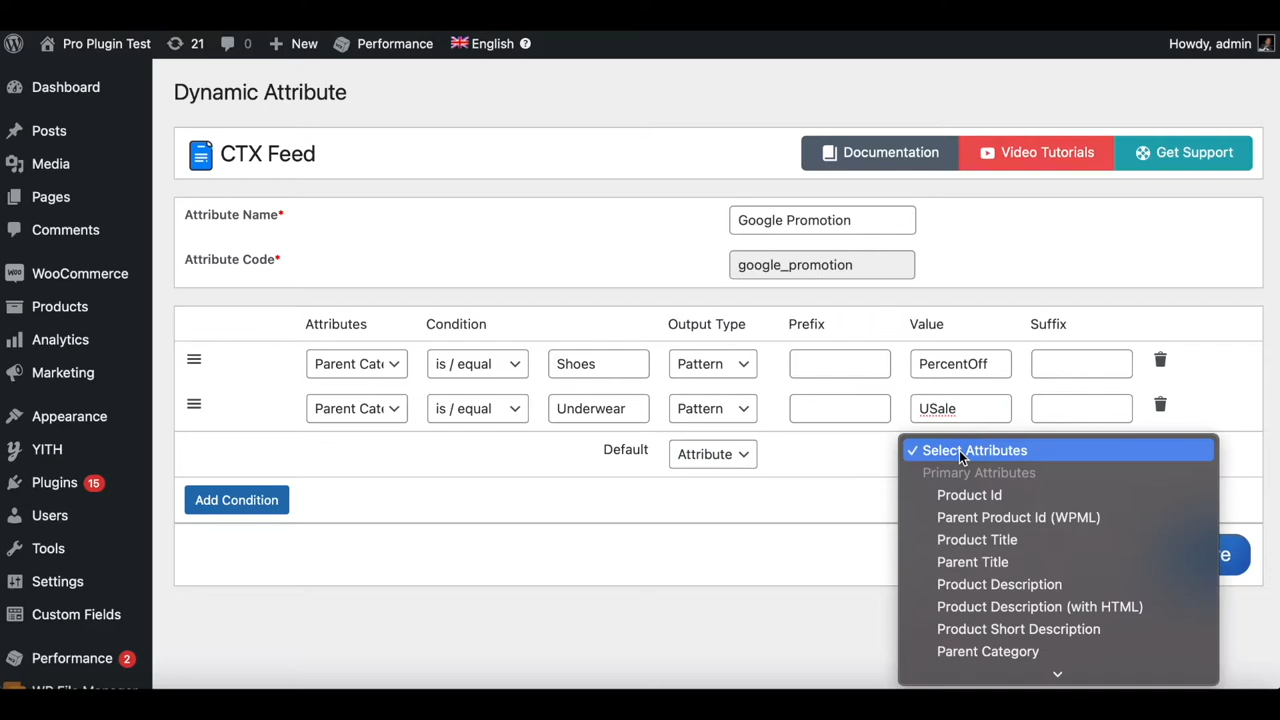 Pro Plugin Test
21
0
New
Performance
English
Howdy, admin
Dashboard
Posts
Media
Pages
Comments
WooCommerce
Products
Analytics
Marketing
Appearance
YITH
Plugins 15
Users
Tools
Settings
Custom Fields
Performance 2
Dynamic Attribute
CTX Feed
Documentation
Video Tutorials
Get Support
Attribute Name*
Google Promotion
Attribute Code*
google_promotion
Attributes Condition Output Type Prefix Value Suffix
Parent Cat is / equal Shoes Pattern PercentOff
Parent Cat is / equal Underwear Pattern USale
Default Attribute
Add Condition
Select Attributes
Primary Attributes
Product Id
Parent Product Id (WPML)
Product Title
Parent Title
Product Description
Product Description (with HTML)
Product Short Description
Parent Category